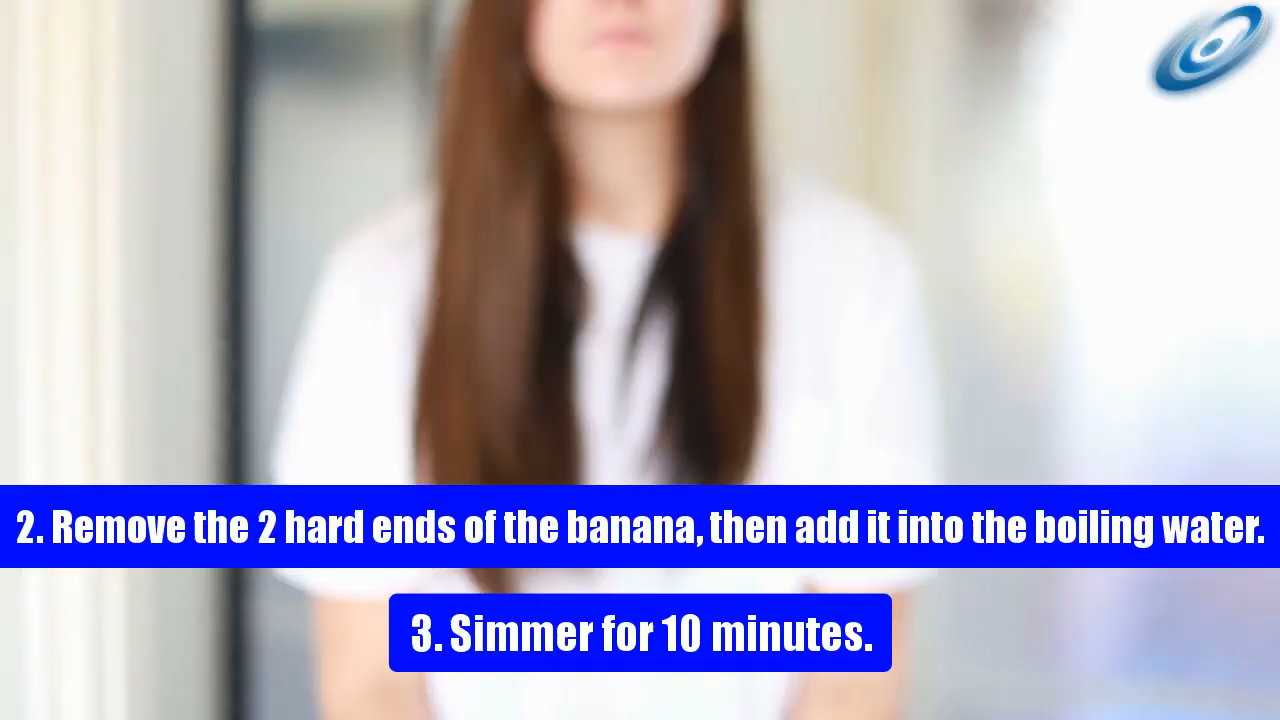 2. Remove the 2 hard ends of the banana, then add it into the boiling water.
3. Simmer for 10 minutes.